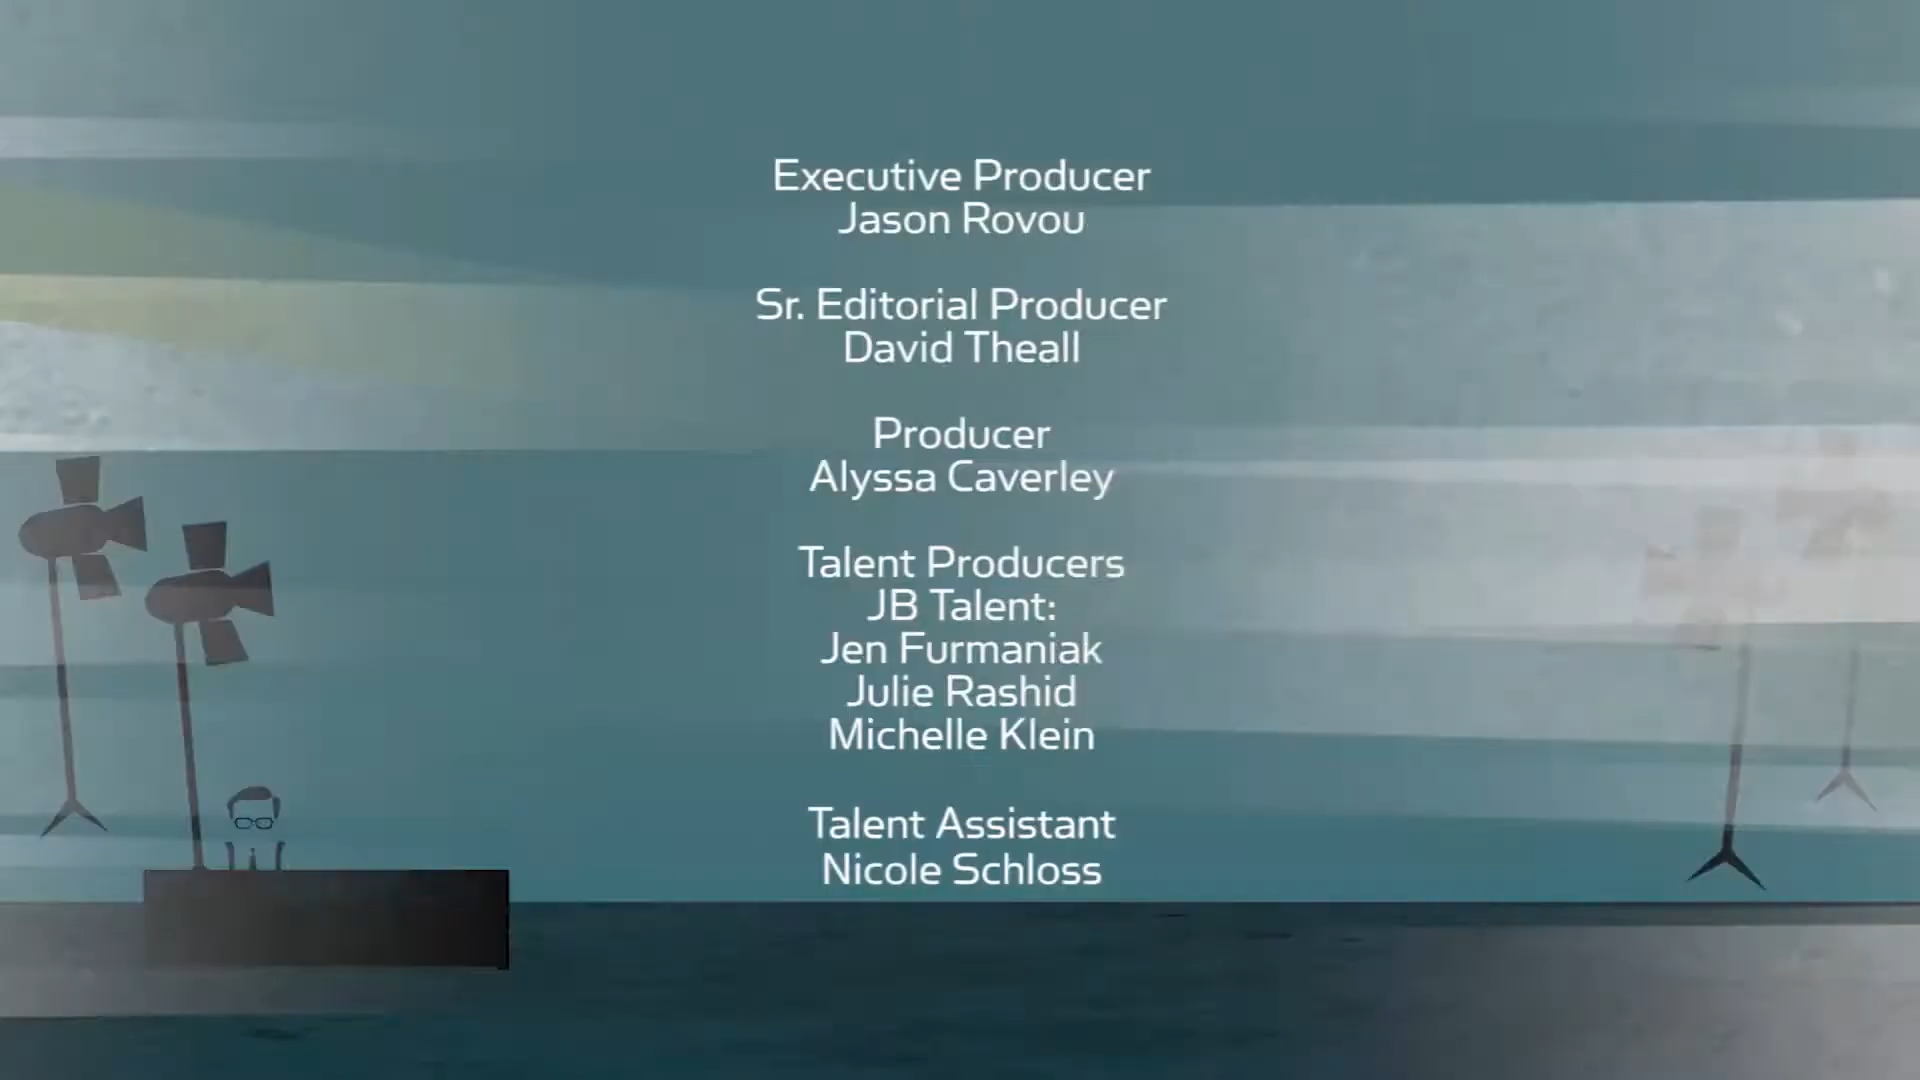 Executive Producer
Jason Rovou
Sr. Editorial Producer
David Theall
Producer
Alyssa Caverley
Talent Producers
JB Talent:
Jen Furmaniak
Julie Rashid
Michelle Klein
Talent Assistant
Nicole Schloss